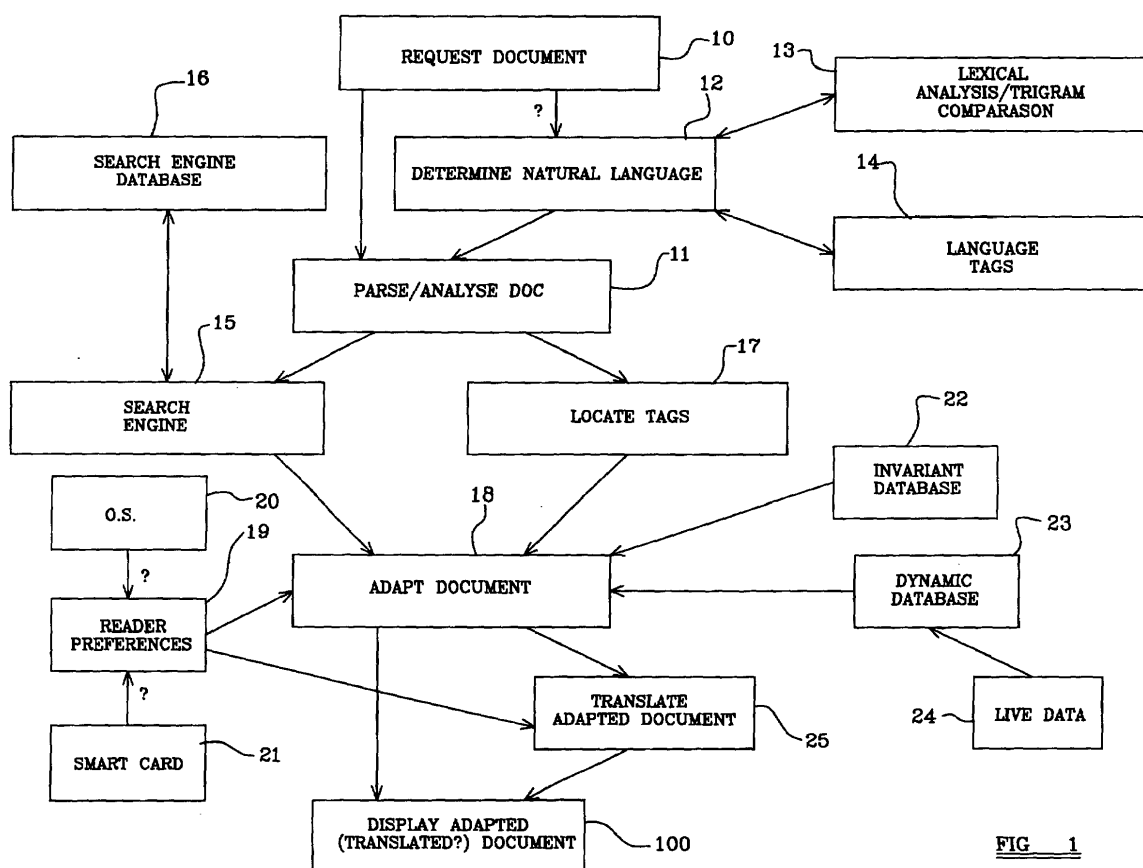 REQUEST DOCUMENT
10
?
12
DETERMINE NATURAL LANGUAGE
13
LEXICAL
ANALYSIS/TRIGRAM
COMPARASON
14
LANGUAGE
TAGS
16
SEARCH ENGINE
DATABASE
11
PARSE/ANALYSE DOC
15
SEARCH
ENGINE
17
LOCATE TAGS
22
INVARIANT
DATABASE
20
O.S.
?
19
READER
PREFERENCES
?
21
SMART CARD
18
ADAPT DOCUMENT
23
DYNAMIC
DATABASE
24
LIVE DATA
TRANSLATE
ADAPTED DOCUMENT
25
DISPLAY ADAPTED
(TRANSLATED?) DOCUMENT
100
FIG 1